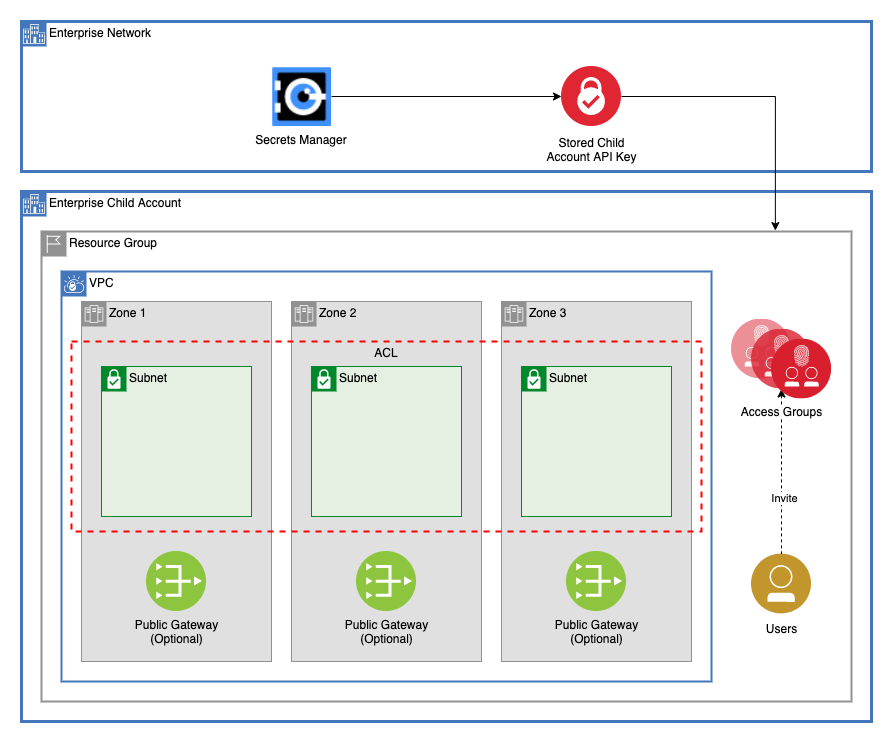 Enterprise Network
Secrets Manager
Stored Child
Account API Key
Enterprise Child Account
Resource Group
VPC
Zone 1
Zone 2
Zone 3
ACL
Subnet
Subnet
Subnet
Access Groups
Invite
Public Gateway
(Optional)
Public Gateway
(Optional)
Public Gateway
(Optional)
Users